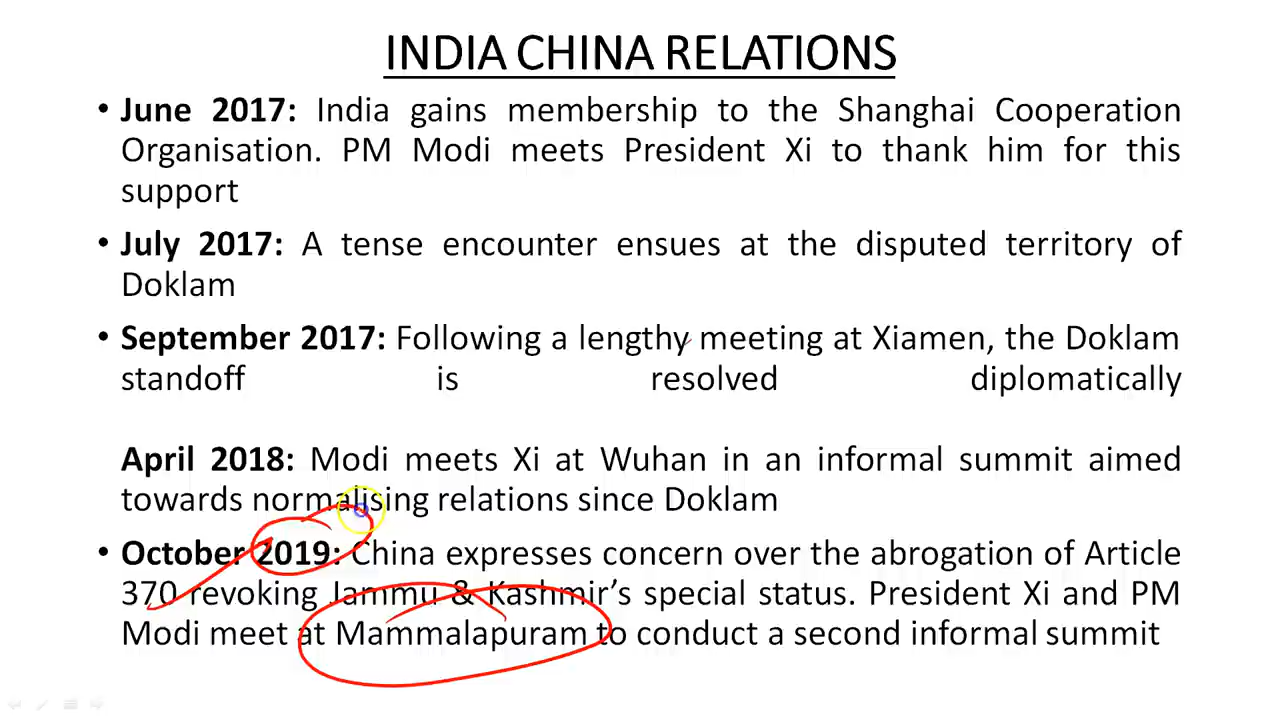 INDIA CHINA RELATIONS
• June 2017: India gains membership to the Shanghai Cooperation
Organisation. PM Modi meets President Xi to thank him for this
support
• July 2017: A tense encounter ensues at the disputed territory of
Doklam
• September 2017: Following a lengthy meeting at Xiamen, the Doklam
standoff is resolved diplomatically
April 2018: Modi meets Xi at Wuhan in an informal summit aimed
towards normalising relations since Doklam
• October 2019: China expresses concern over the abrogation of Article
370 revoking Jammu & Kashmir’s special status. President Xi and PM
Modi meet at Mammalapuram to conduct a second informal summit